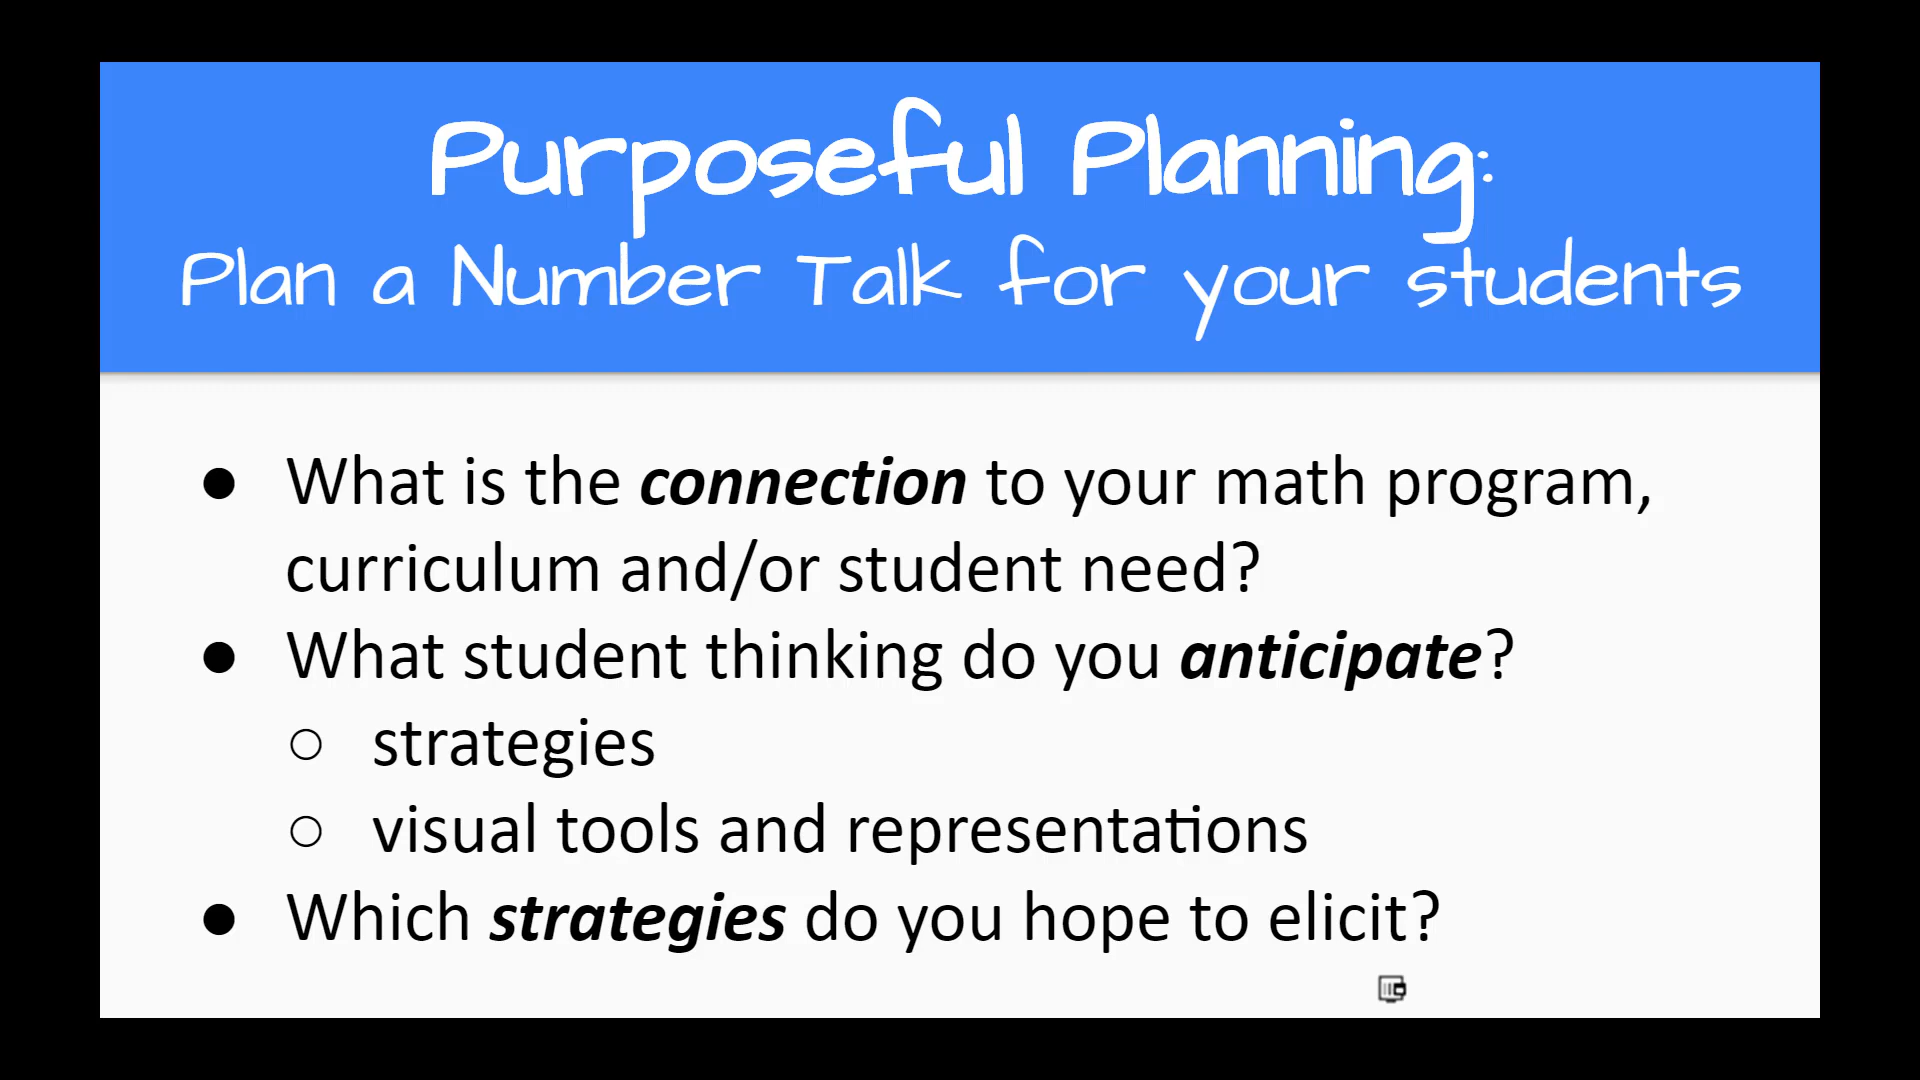 Purposeful Planning:
Plan a Number Talk for your students
● What is the connection to your math program,
curriculum and/or student need?
● What student thinking do you anticipate?
○ strategies
○ visual tools and representations
● Which strategies do you hope to elicit?